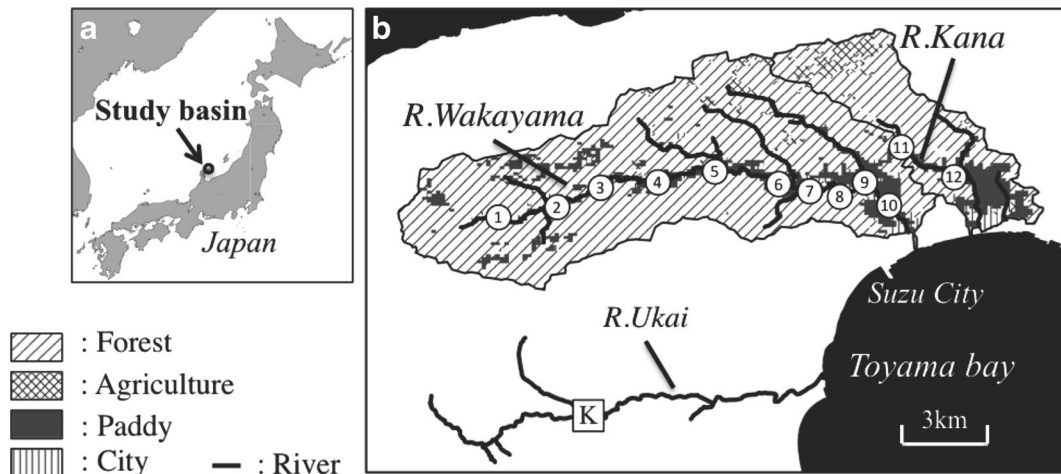 a
Study basin
Japan
b
R.Kana
R.Wakayama
1
2
3
4
5
6
7
8
9
10
11
12
Suzu City
R.Ukai
Toyama bay
K
3km
: Forest
: Agriculture
: Paddy
: City
: River